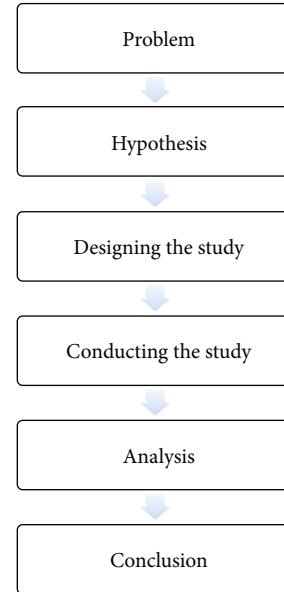 Problem
Hypothesis
Designing the study
Conducting the study
Analysis
Conclusion